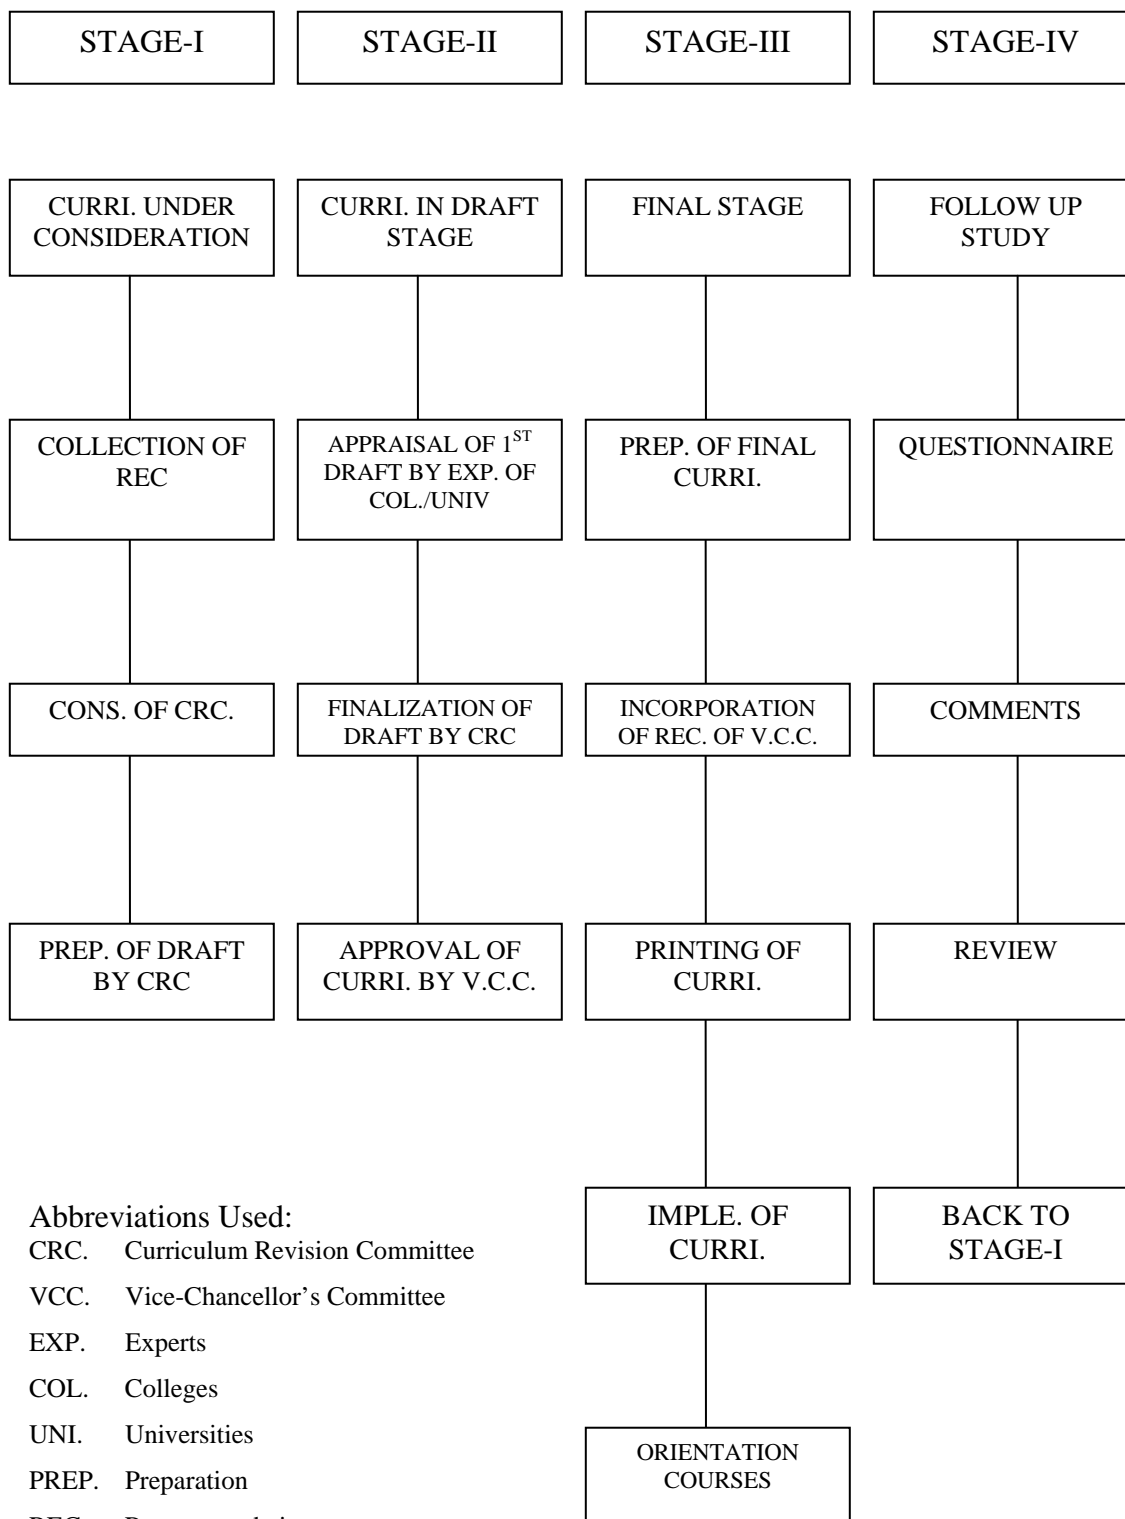 STAGE-I
STAGE-II
STAGE-III
STAGE-IV
CURRI. UNDER
CONSIDERATION
CURRI. IN DRAFT
STAGE
FINAL STAGE
FOLLOW UP
STUDY
COLLECTION OF
REC
APPRAISAL OF 1ST
DRAFT BY EXP. OF
COL./UNIV
PREP. OF FINAL
CURRI.
QUESTIONNAIRE
CONS. OF CRC.
FINALIZATION OF
DRAFT BY CRC
INCORPORATION
OF REC. OF V.C.C.
COMMENTS
PREP. OF DRAFT
BY CRC
APPROVAL OF
CURRI. BY V.C.C.
PRINTING OF
CURRI.
REVIEW
IMPLE. OF
CURRI.
BACK TO
STAGE-I
ORIENTATION
COURSES
Abbreviations Used:
CRC. Curriculum Revision Committee
VCC. Vice-Chancellor’s Committee
EXP. Experts
COL. Colleges
UNI. Universities
PREP. Preparation